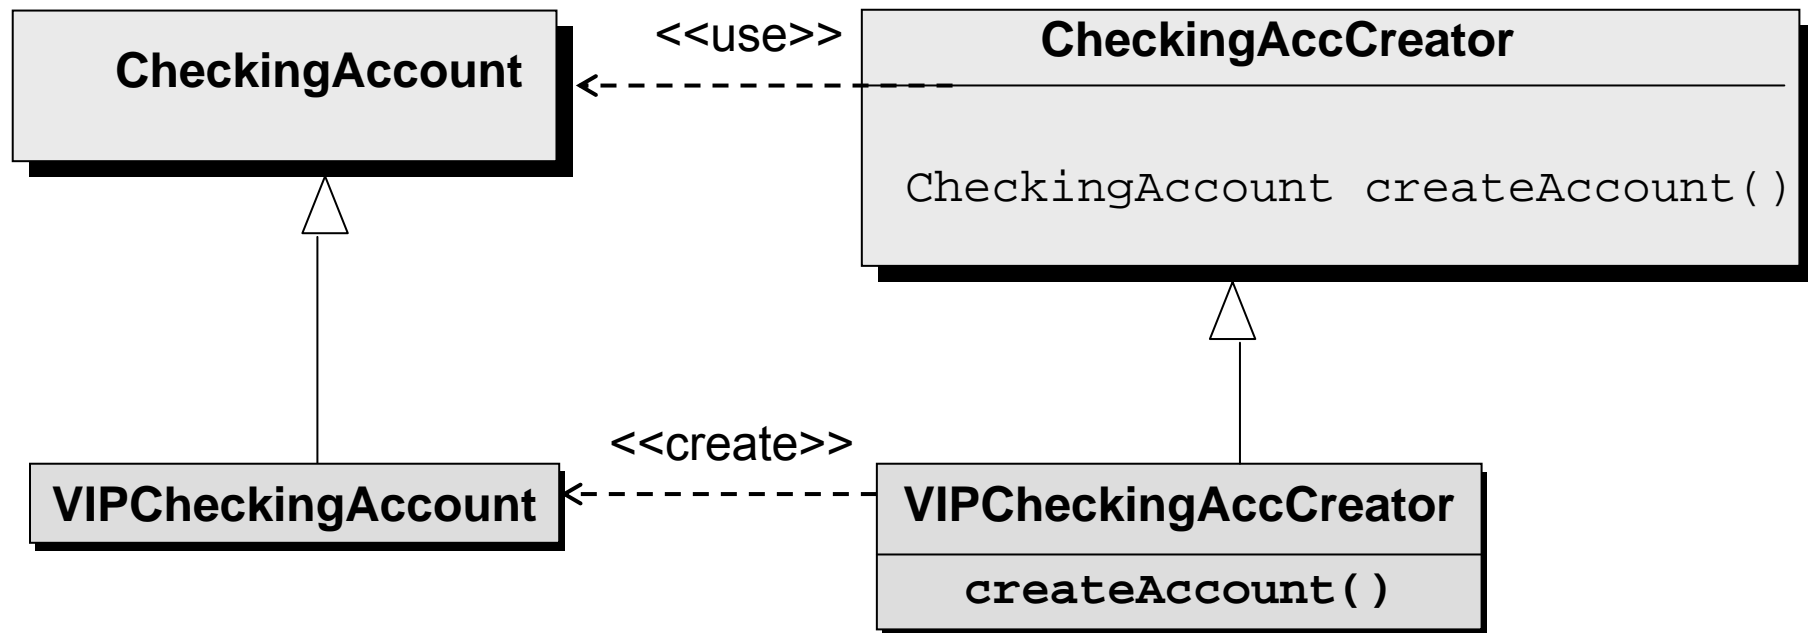 <<use>>
CheckingAccount
CheckingAccCreator
CheckingAccount createAccount()
<<create>>
VIPCheckingAccount
VIPCheckingAccCreator
createAccount()